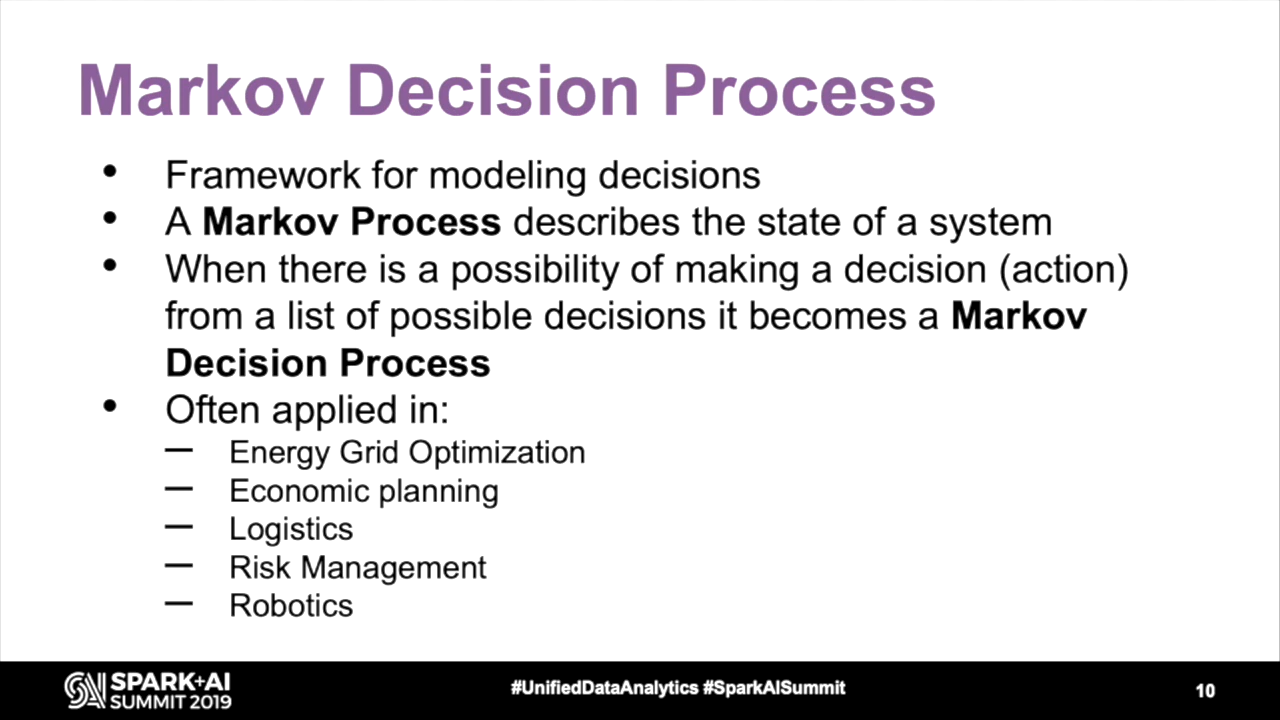 Markov Decision Process
• Framework for modeling decisions
• A Markov Process describes the state of a system
• When there is a possibility of making a decision (action)
from a list of possible decisions it becomes a Markov
Decision Process
• Often applied in:
– Energy Grid Optimization
– Economic planning
– Logistics
– Risk Management
– Robotics
SPARK+AI
SUMMIT 2019
#UnifiedDataAnalytics #SparkAISummit
10